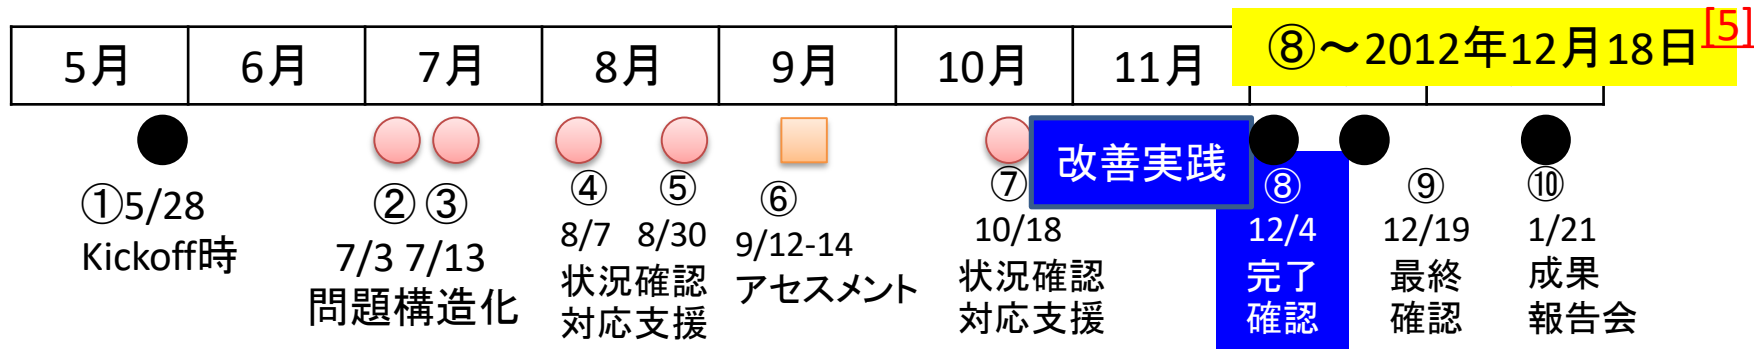 5月 6月 7月 8月 9月 10月 11月 ⑧～2012年12月18日[5]
①5/28
Kickoff時
② ③
7/3 7/13
問題構造化
④ ⑤
8/7 8/30
状況確認
対応支援
⑥
9/12-14
アセスメント
⑦
10/18
状況確認
対応支援
改善実践
⑧
12/4
完了
確認
⑨
12/19
最終
確認
⑩
1/21
成果
報告会